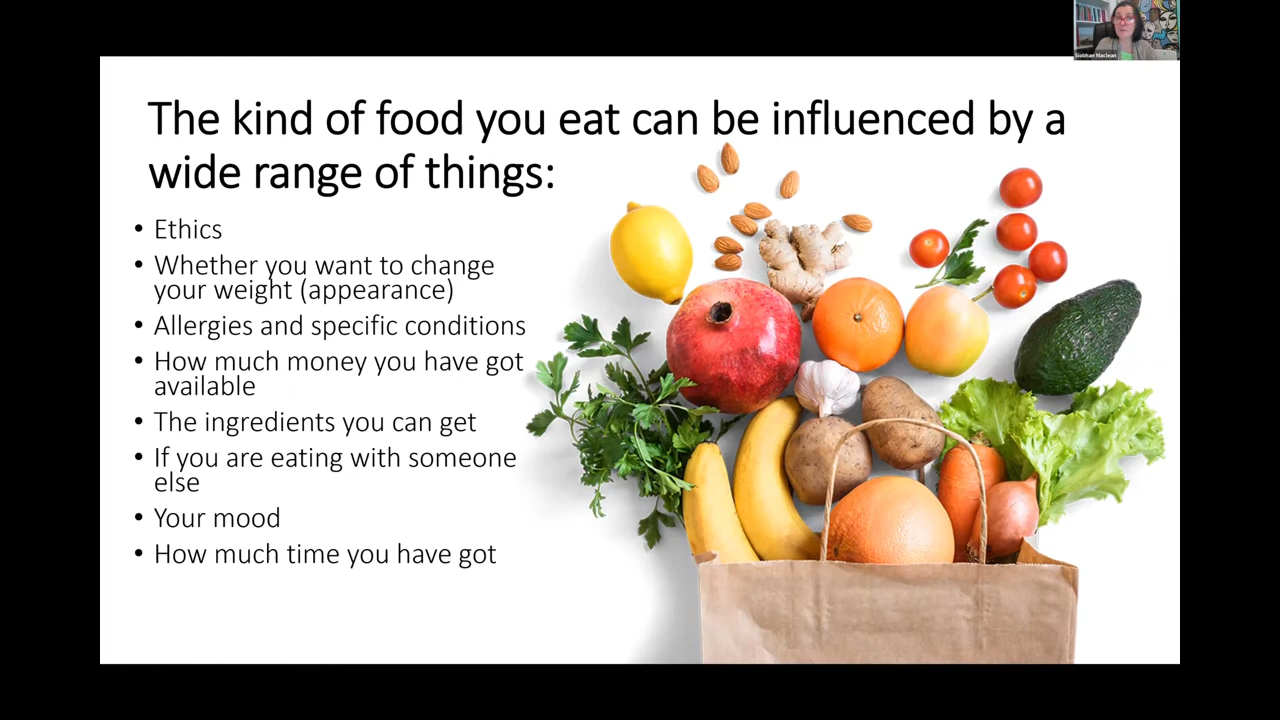 Siobhan Maclean
The kind of food you eat can be influenced by a
wide range of things:
• Ethics
• Whether you want to change
your weight (appearance)
• Allergies and specific conditions
• How much money you have got
available
• The ingredients you can get
• If you are eating with someone
else
• Your mood
• How much time you have got